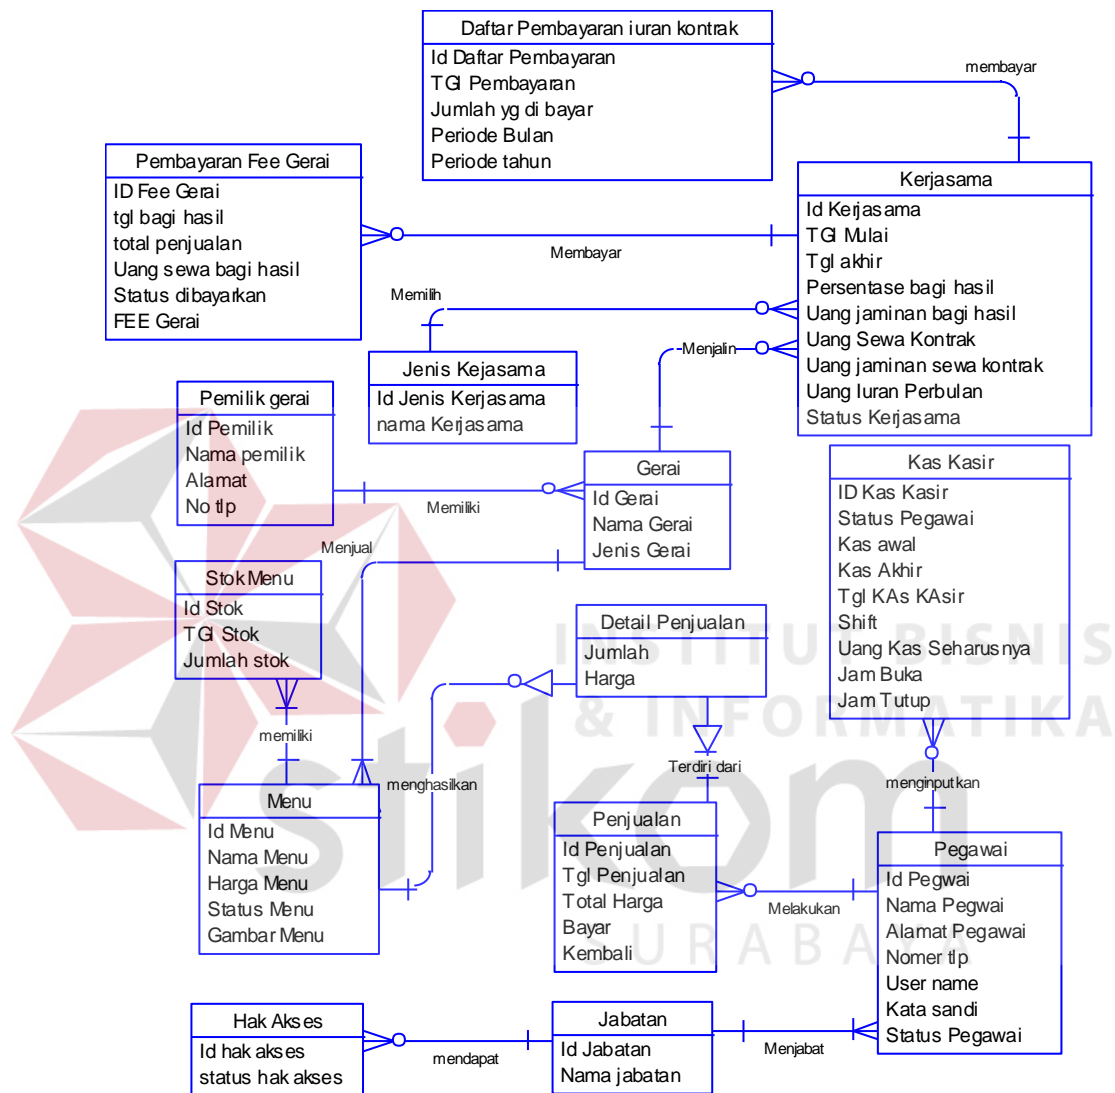 Daftar Pembayaran iuran kontrak
Id Daftar Pembayaran
TGl Pembayaran
Jumlah yg di bayar
Periode Bulan
Periode tahun
membayar
Pembayaran Fee Gerai
ID Fee Gerai
tgl bagi hasil
total penjualan
Uang sewa bagi hasil
Status dibayarkan
FEE Gerai
Membayar
Kerjasama
Id Kerjasama
TGl Mulai
Tgl akhir
Persentase bagi hasil
Uang jaminan bagi hasil
Uang Sewa Kontrak
Uang jaminan sewa kontrak
Uang Iuran Perbulan
Status Kerjasama
Memilih
Menjalin
Jenis Kejasama
Id Jenis Kerjasama
nama Kerjasama
Pemilik gerai
Id Pemilik
Nama pemilik
Alamat
No tlp
Memiliki
Gerai
Id Gerai
Nama Gerai
Jenis Gerai
Menjual
Kas Kasir
ID Kas Kasir
Status Pegawai
Kas awal
Kas Akhir
Tgl KAs KAsir
Shift
Uang Kas Seharusnya
Jam Buka
Jam Tutup
Stok Menu
Id Stok
TGl Stok
Jumlah stok
memiliki
Detail Penjualan
Jumlah
Harga
menghasilkan
Terdiri dari
menginputkan
Menu
Id Menu
Nama Menu
Harga Menu
Status Menu
Gambar Menu
Penjualan
Id Penjualan
Tgl Penjualan
Total Harga
Bayar
Kembali
Melakukan
Pegawai
Id Pegwai
Nama Pegwai
Alamat Pegawai
Nomer tlp
User name
Kata sandi
Status Pegawai
Hak Akses
Id hak akses
status hak akses
mendapat
Jabatan
Id Jabatan
Nama jabatan
Menjabat
INSTITUT BISNIS
& INFORMATIKA
stikom
SURABAYA